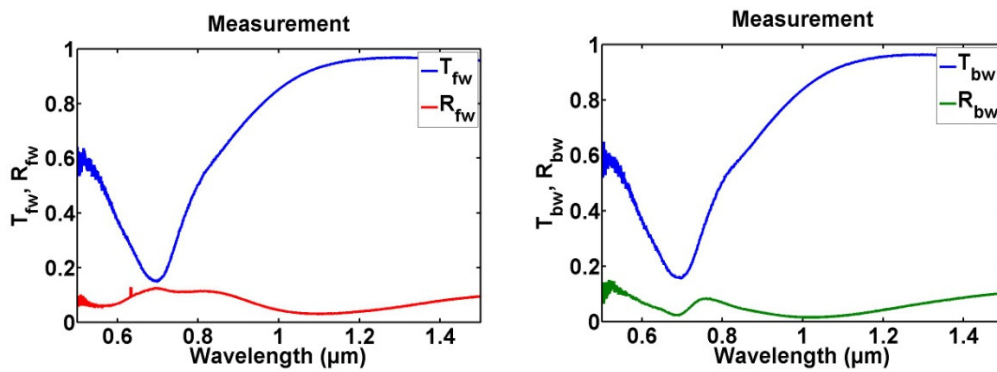 Measurement
T_fw, R_fw
1
0.8
0.6
0.4
0.2
0
T_fw
R_fw
0.6 0.8 1 1.2 1.4
Wavelength (µm)
Measurement
T_bw, R_bw
1
0.8
0.6
0.4
0.2
0
T_bw
R_bw
0.6 0.8 1 1.2 1.4
Wavelength (µm)